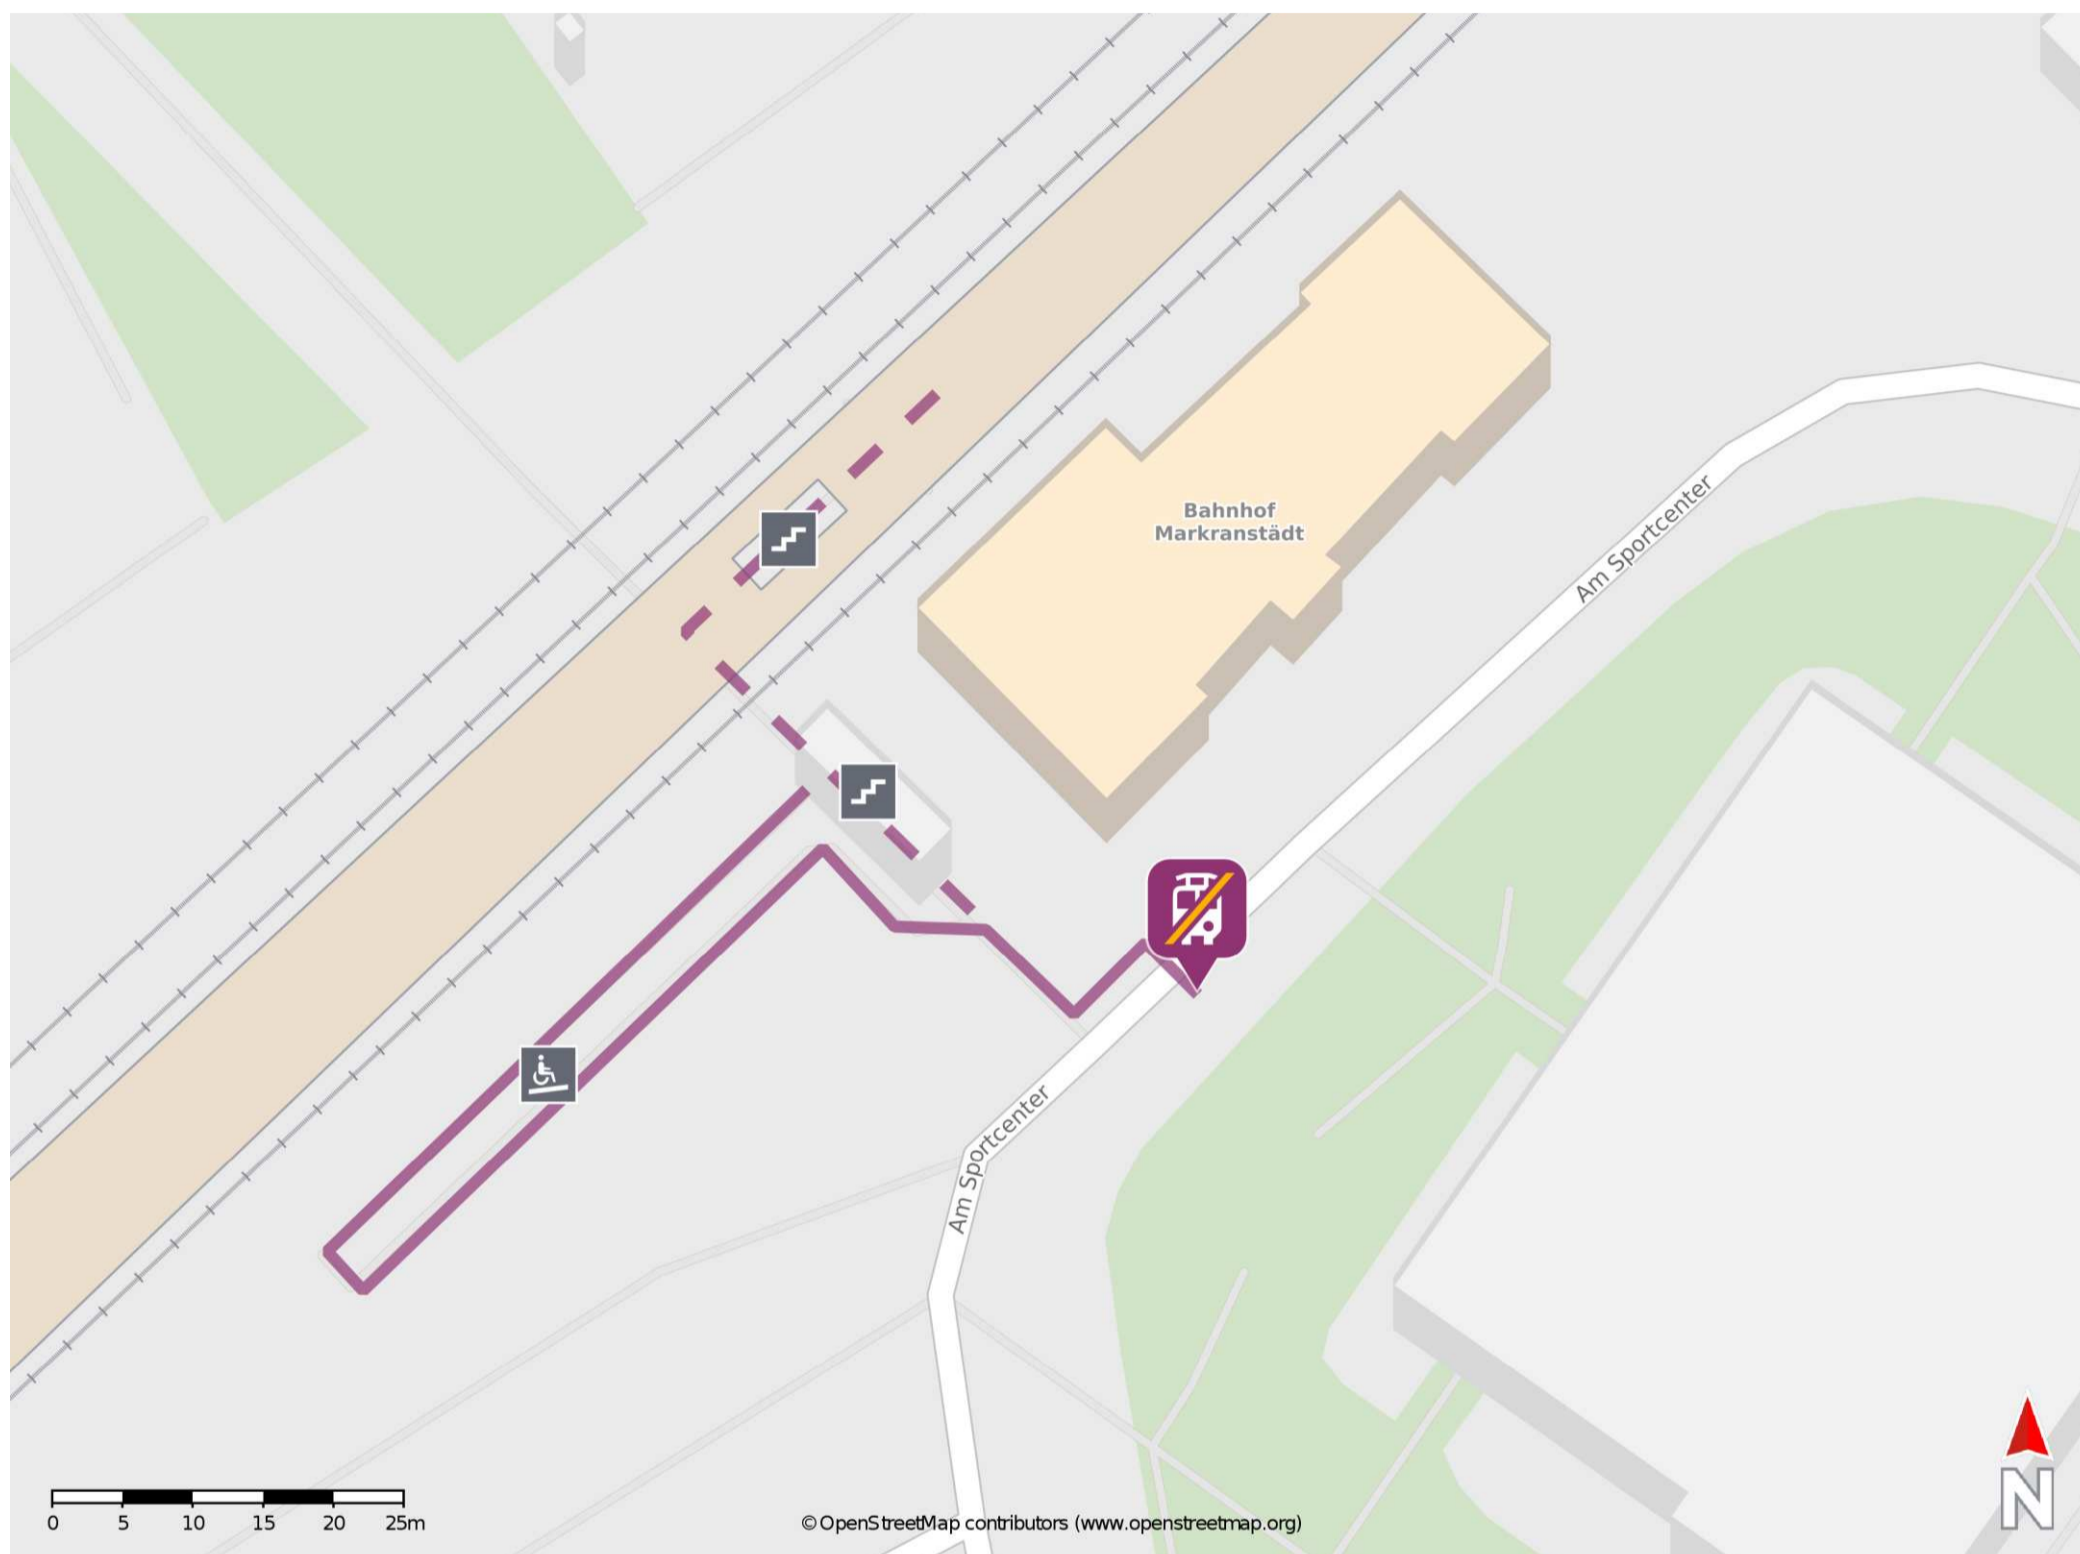 Bahnhof
Markranstädt
Am Sportcenter
Am Sportcenter
N
0 5 10 15 20 25m
©OpenStreetMap contributors (www.openstreetmap.org)